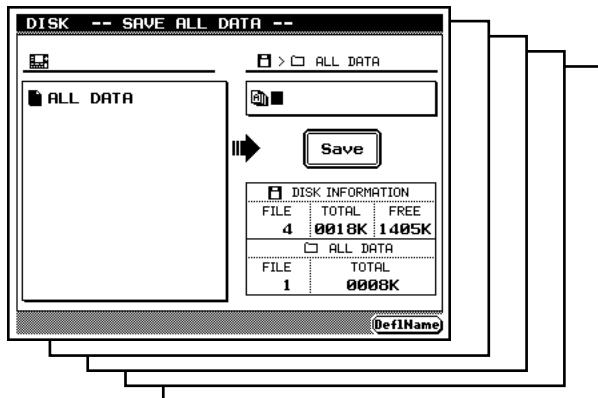 DISK -- SAVE ALL DATA --
> ALL DATA
ALL DATA
Save
DISK INFORMATION
FILE TOTAL FREE
4 0018K 1405K
ALL DATA
FILE TOTAL
1 0008K
DeflName